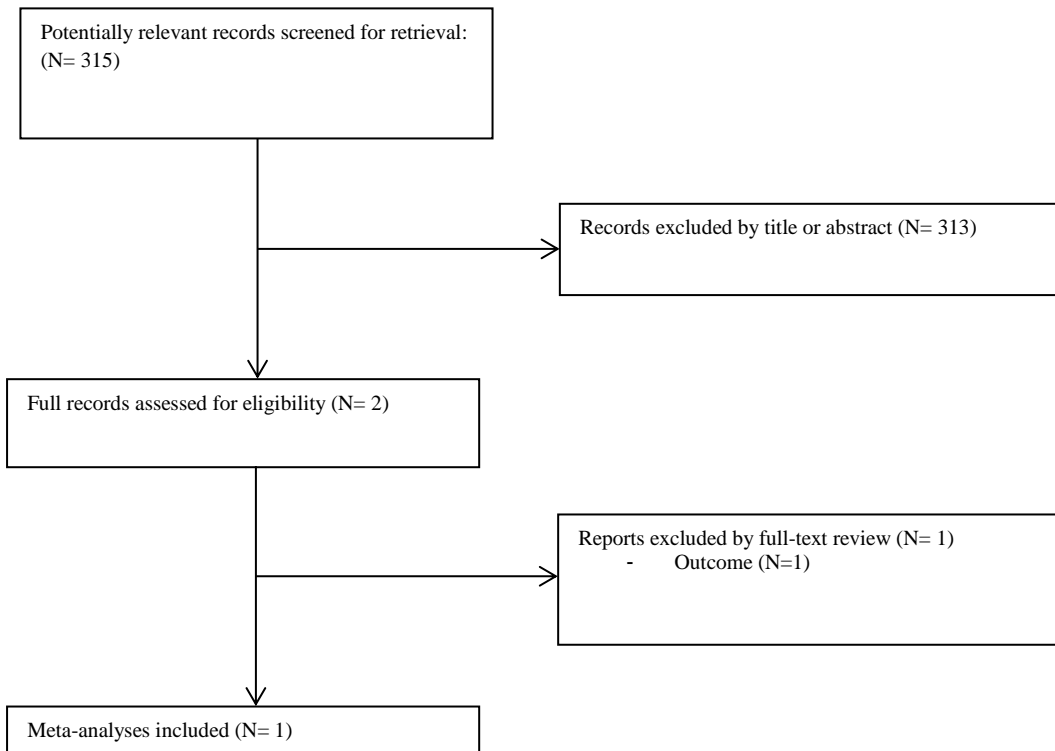 Potentially relevant records screened for retrieval:
(N= 315)
Records excluded by title or abstract (N= 313)
Full records assessed for eligibility (N= 2)
Reports excluded by full-text review (N= 1)
- Outcome (N=1)
Meta-analyses included (N= 1)